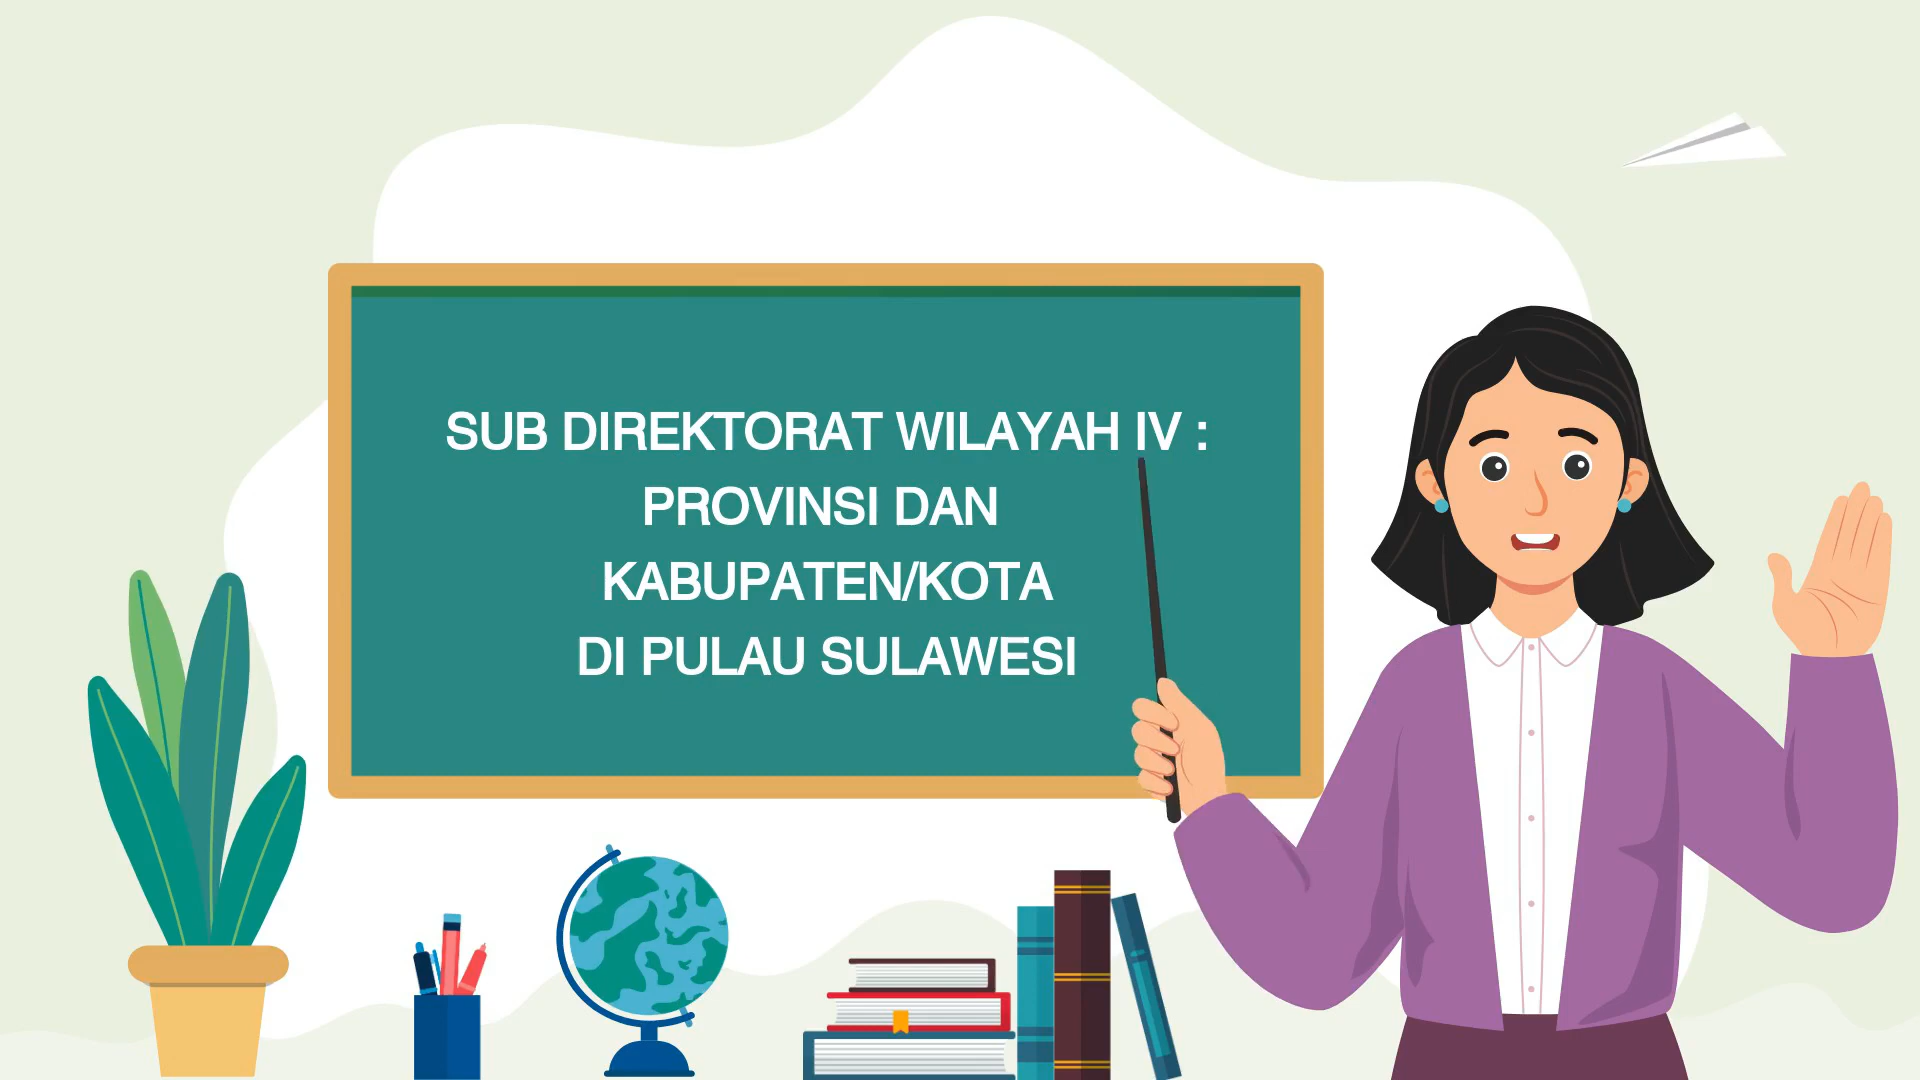 SUB DIREKTORAT WILAYAH IV :
PROVINSI DAN
KABUPATEN/KOTA
DI PULAU SULAWESI